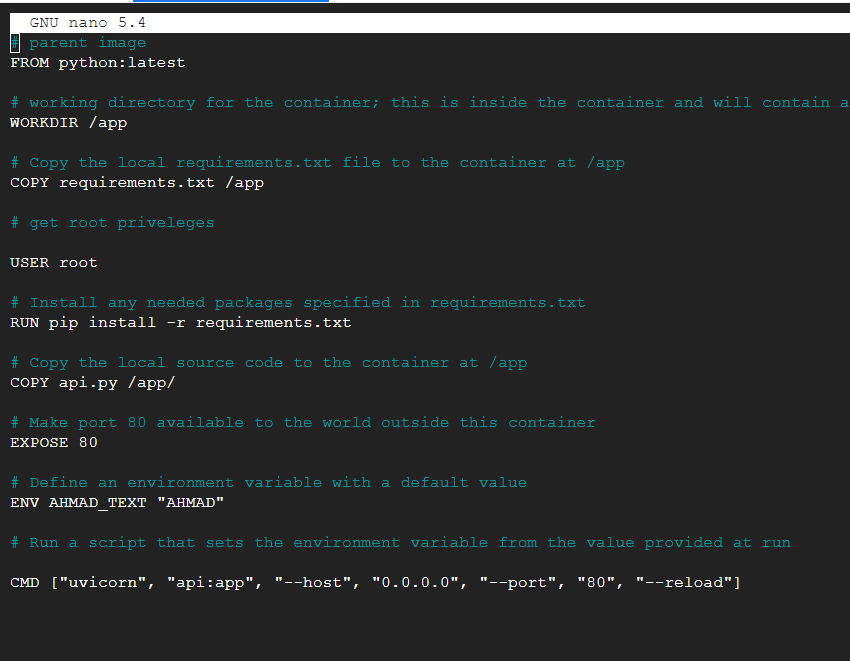 GNU nano 5.4
# parent image
FROM python:latest
# working directory for the container; this is inside the container and will contain a
WORKDIR /app
# Copy the local requirements.txt file to the container at /app
COPY requirements.txt /app
# get root priveleges
USER root
# Install any needed packages specified in requirements.txt
RUN pip install -r requirements.txt
# Copy the local source code to the container at /app
COPY api.py /app/
# Make port 80 available to the world outside this container
EXPOSE 80
# Define an environment variable with a default value
ENV AHMAD_TEXT "AHMAD"
# Run a script that sets the environment variable from the value provided at run
CMD ["uvicorn", "api:app", "--host", "0.0.0.0", "--port", "80", "--reload"]